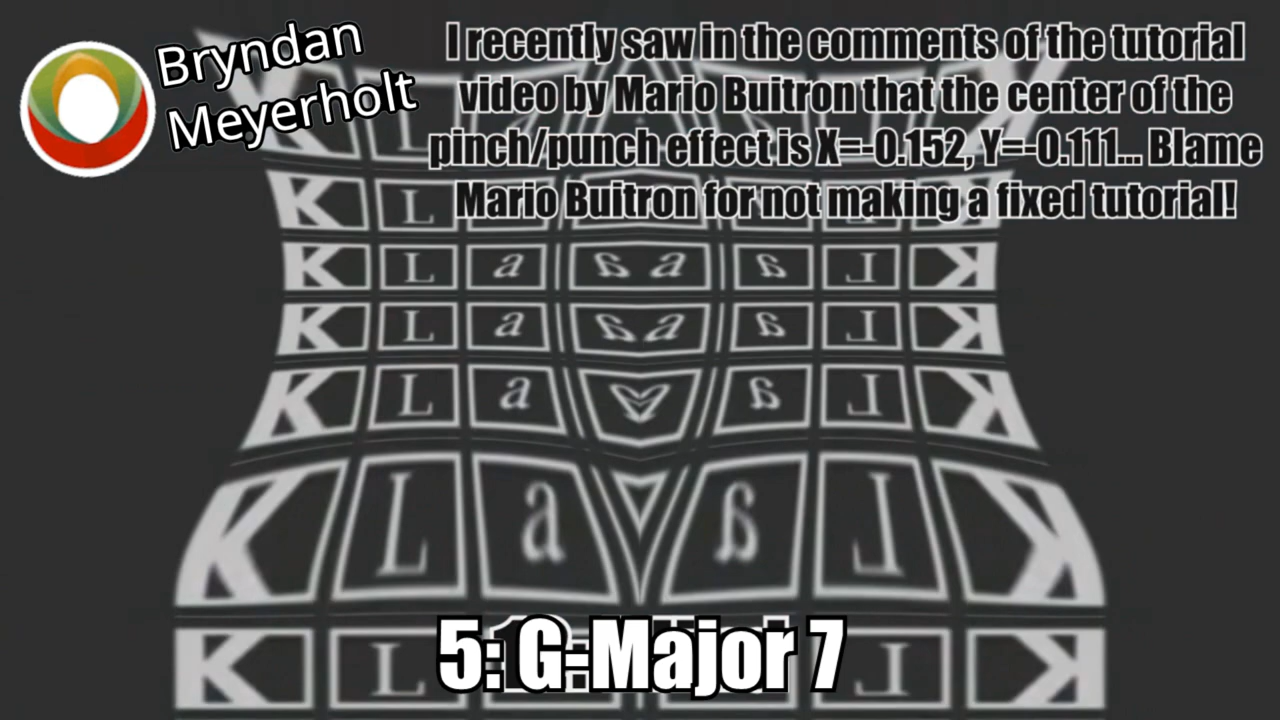 Bryndan
Meyerholt
I recently saw in the comments of the tutorial
video by Mario Buitron that the center of the
pinch/punch effect is X=-0.152, Y=-0.111... Blame
Mario Buitron for not making a fixed tutorial!
K L
K L a a a a L K
K L a a a a L K
K L a a L K
K L a a L K
K L L K
5: G-Major 7